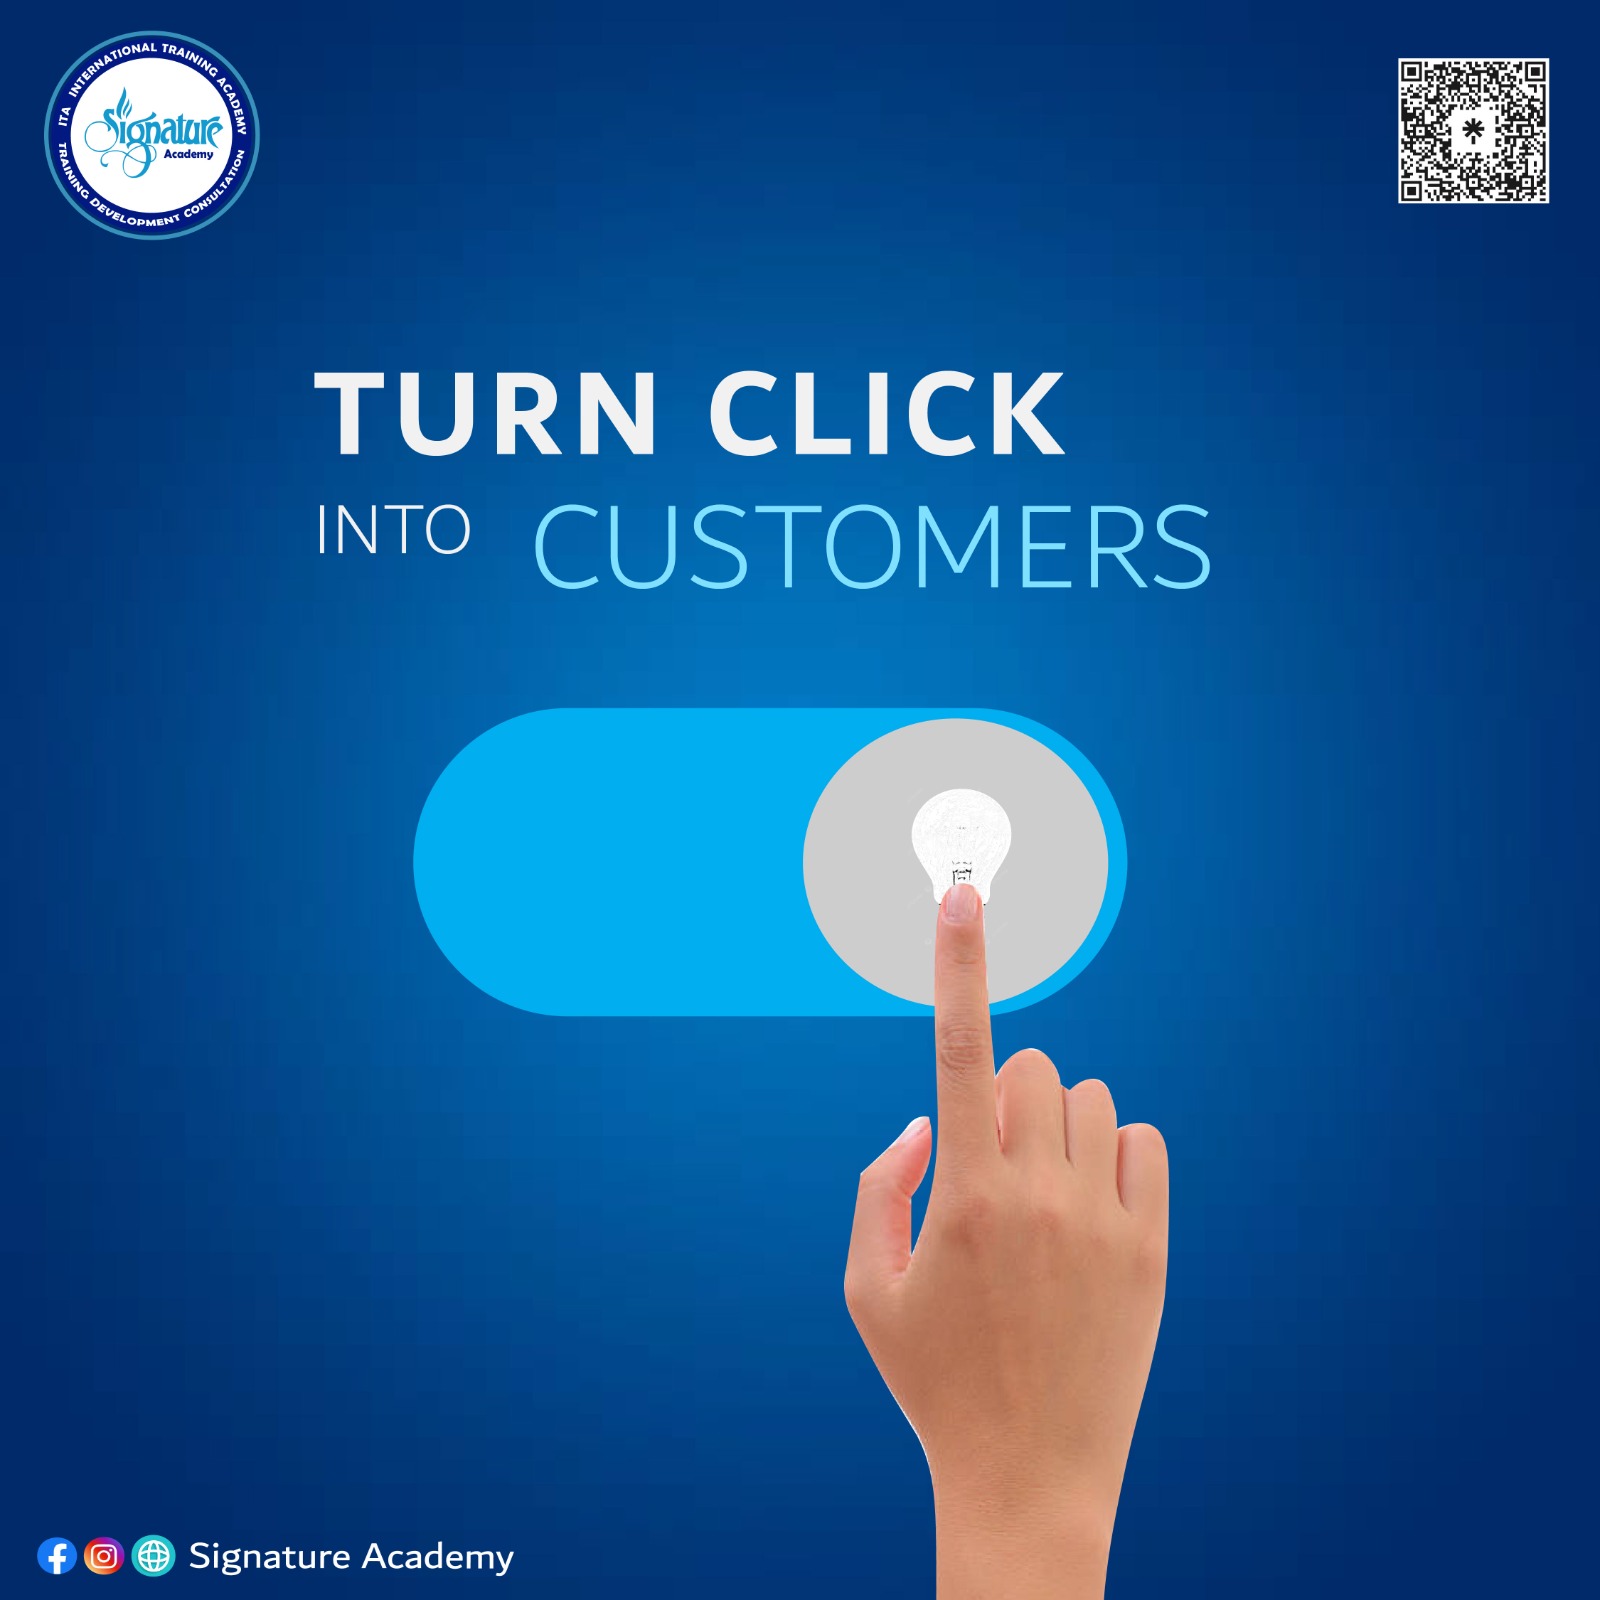 ITA INTERNATIONAL TRAINING ACADEMY
Signature
Academy
TRAINING DEVELOPMENT CONSULTATION
TURN CLICK
INTO CUSTOMERS
Signature Academy